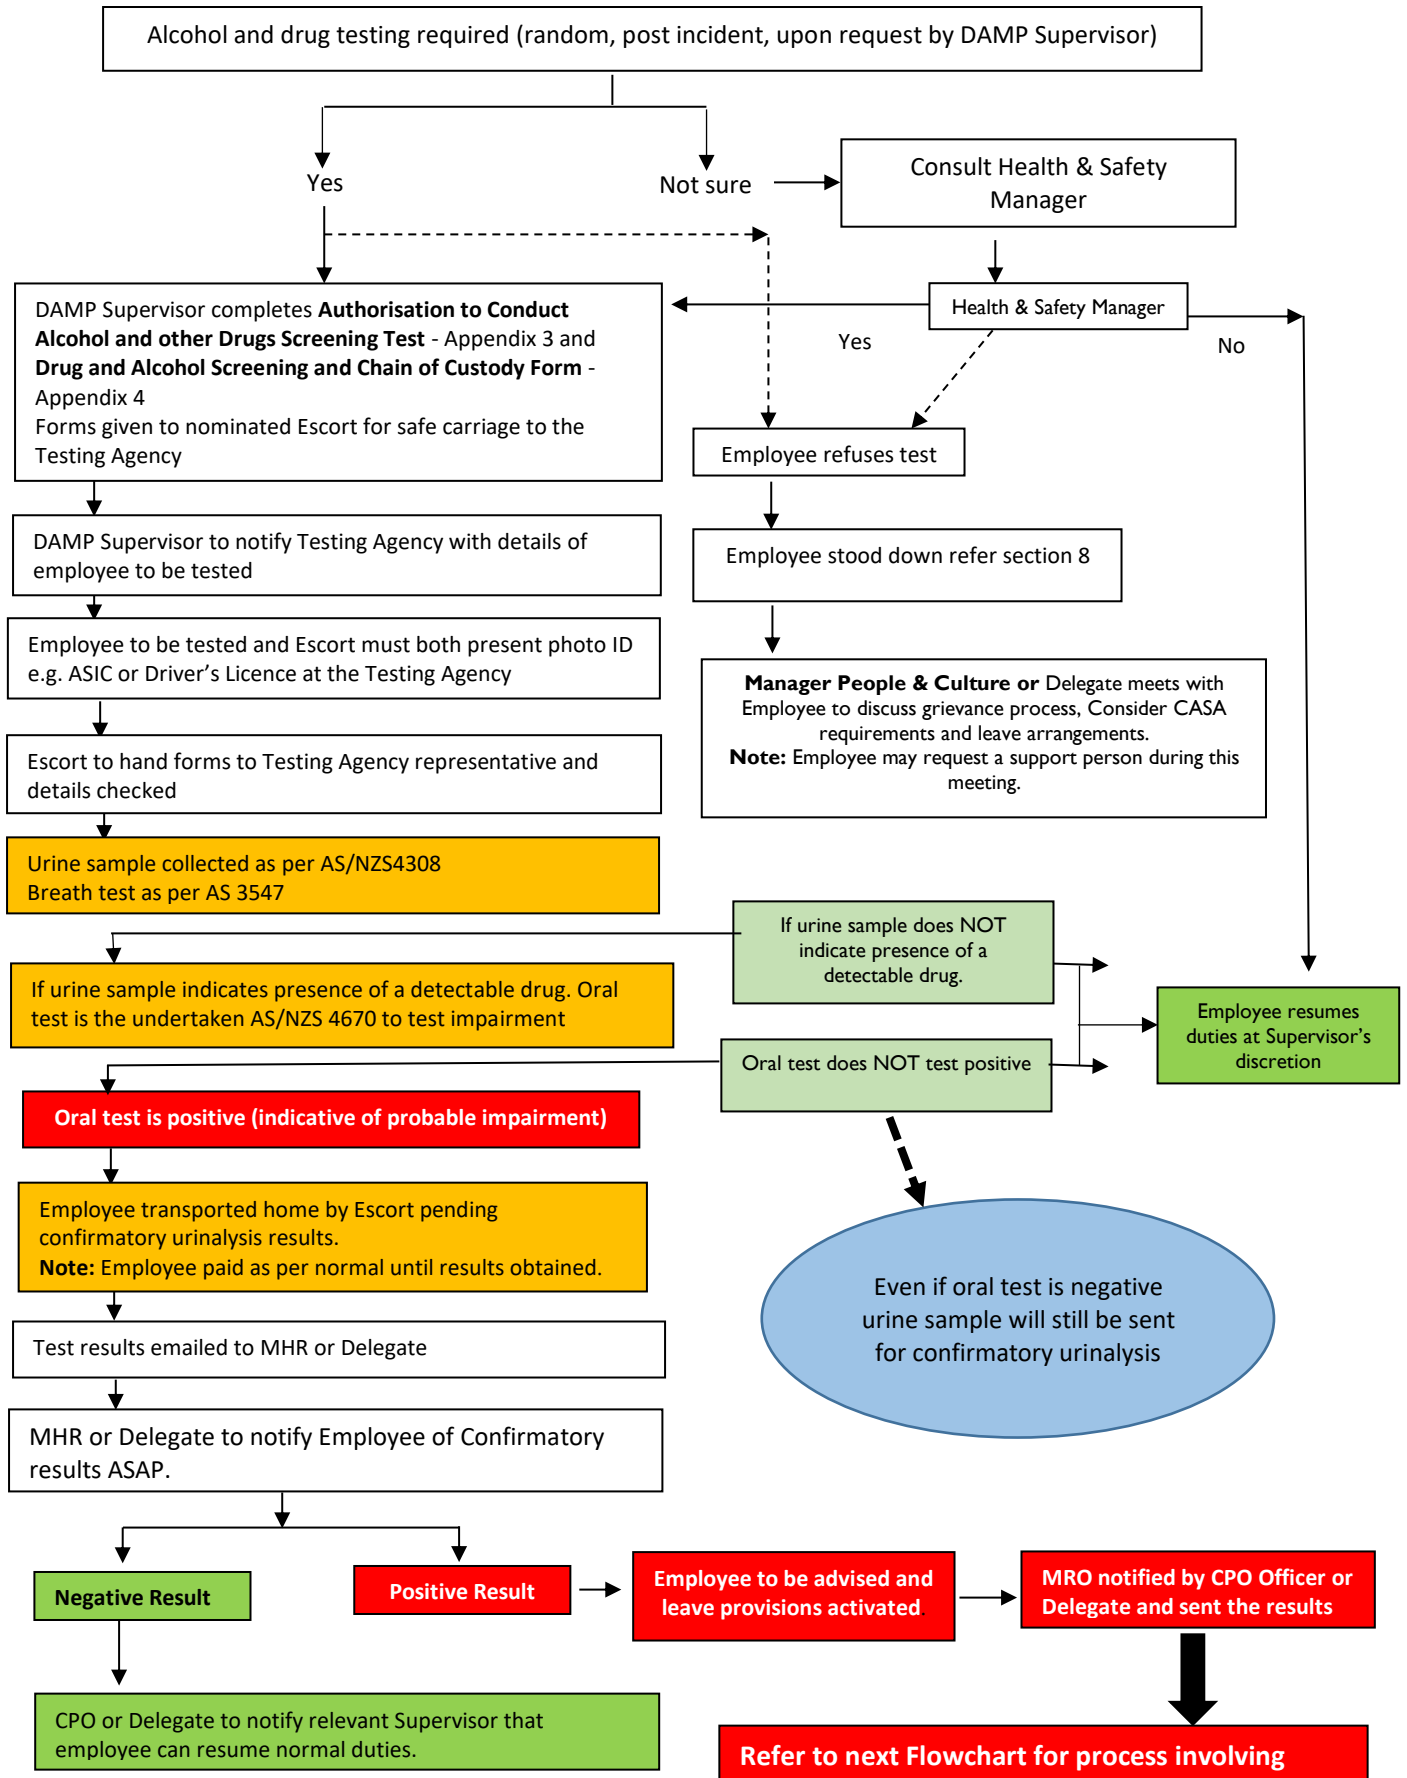 Alcohol and drug testing required (random, post incident, upon request by DAMP Supervisor)
Yes
Not sure
Consult Health & Safety
Manager
DAMP Supervisor completes Authorisation to Conduct
Alcohol and other Drugs Screening Test - Appendix 3 and
Drug and Alcohol Screening and Chain of Custody Form -
Appendix 4
Forms given to nominated Escort for safe carriage to the
Testing Agency
Health & Safety Manager
Yes
No
Employee refuses test
DAMP Supervisor to notify Testing Agency with details of
employee to be tested
Employee stood down refer section 8
Employee to be tested and Escort must both present photo ID
e.g. ASIC or Driver’s Licence at the Testing Agency
Manager People & Culture or Delegate meets with
Employee to discuss grievance process, Consider CASA
requirements and leave arrangements.
Note: Employee may request a support person during this
meeting.
Escort to hand forms to Testing Agency representative and
details checked
Urine sample collected as per AS/NZS4308
Breath test as per AS 3547
If urine sample does NOT
indicate presence of a
detectable drug.
If urine sample indicates presence of a detectable drug. Oral
test is the undertaken AS/NZS 4670 to test impairment
Employee resumes
duties at Supervisor’s
discretion
Oral test does NOT test positive
Oral test is positive (indicative of probable impairment)
Employee transported home by Escort pending
confirmatory urinalysis results.
Note: Employee paid as per normal until results obtained.
Even if oral test is negative
urine sample will still be sent
for confirmatory urinalysis
Test results emailed to MHR or Delegate
MHR or Delegate to notify Employee of Confirmatory
results ASAP.
Negative Result
Positive Result
Employee to be advised and
leave provisions activated.
MRO notified by CPO Officer or
Delegate and sent the results
CPO or Delegate to notify relevant Supervisor that
employee can resume normal duties.
Refer to next Flowchart for process involving